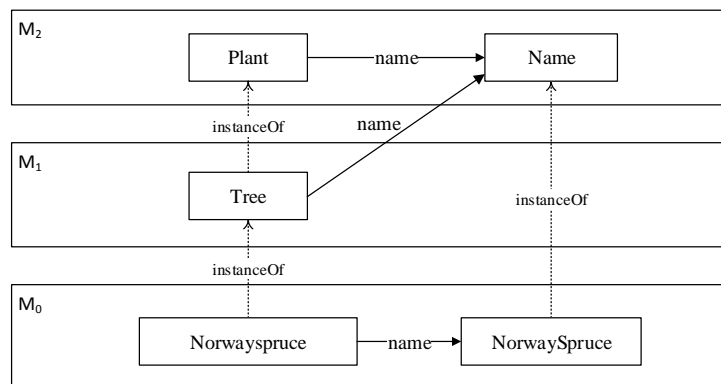 M2
Plant
name
Name
instanceOf
name
M1
Tree
instanceOf
instanceOf
M0
Norwayspruce
name
NorwaySpruce